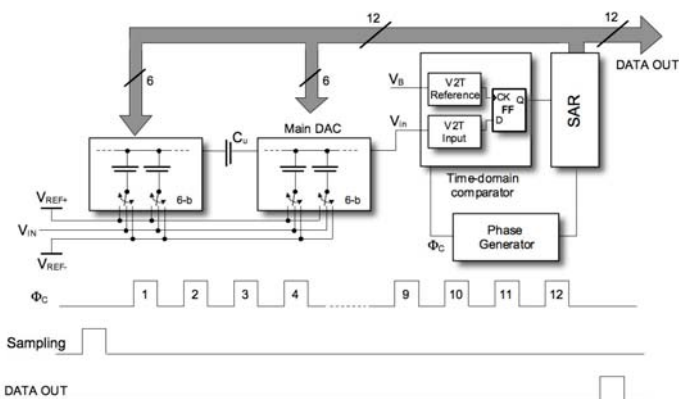 12
12
DATA OUT
6
6
Main DAC
Cu
VB
Vin
V2T
Reference
V2T
Input
CK
Q
FF
D
SAR
Time-domain
comparator
6-b
6-b
VREF+
VIN
VREF-
ΦC
Phase
Generator
ΦC
1
2
3
4
9
10
11
12
Sampling
DATA OUT